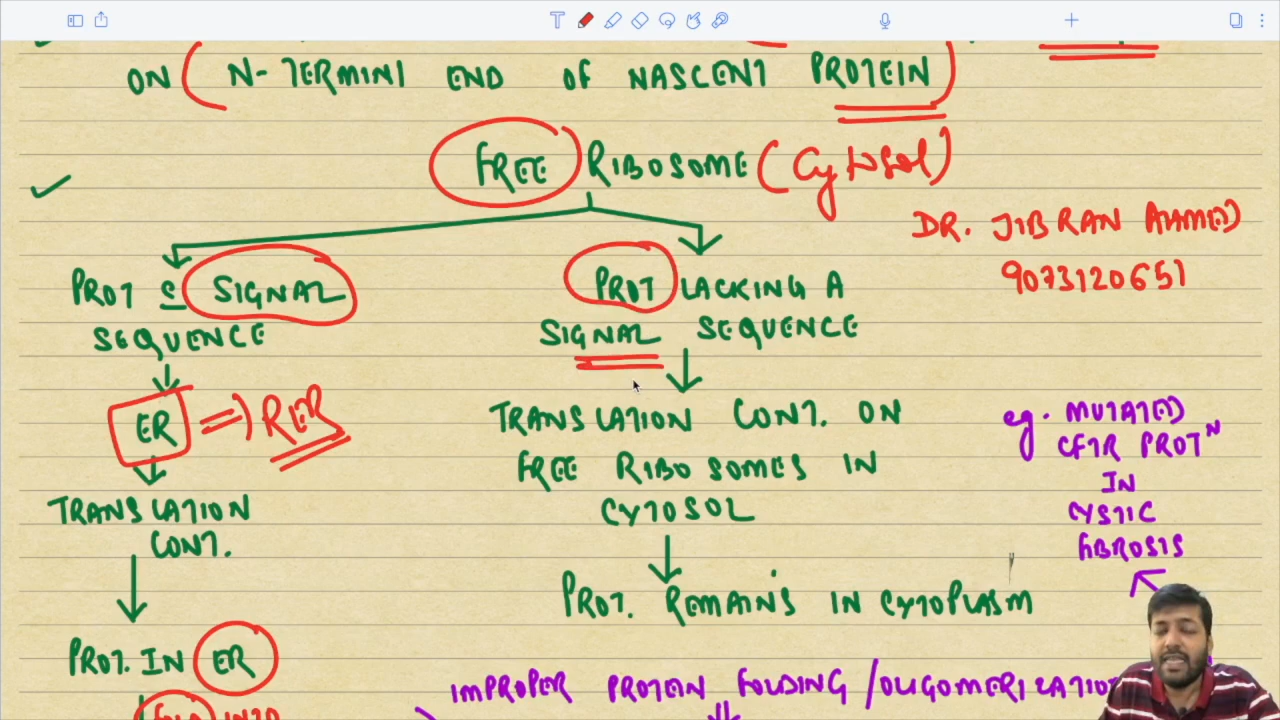 ON (N-TERMINI END OF NASCENT PROTEIN)
FREE RIBOSOME (Cytosol)
DR. JIBRAN AHAMED
9073120651
PROT c̄ SIGNAL
SEQUENCE
ER ⇒ RER
TRANSLATION
CONT.
PROT. IN ER
PROT LACKING A
SIGNAL SEQUENCE
TRANSLATION CONT. ON
FREE RIBOSOMES IN
CYTOSOL
PROT. REMAINS IN CYTOPLASM
eg. MUTATED
CFTR PROTᴺ
IN
CYSTIC
FIBROSIS
IMPROPER PROTEIN FOLDING / OLIGOMERIZATION
INTO